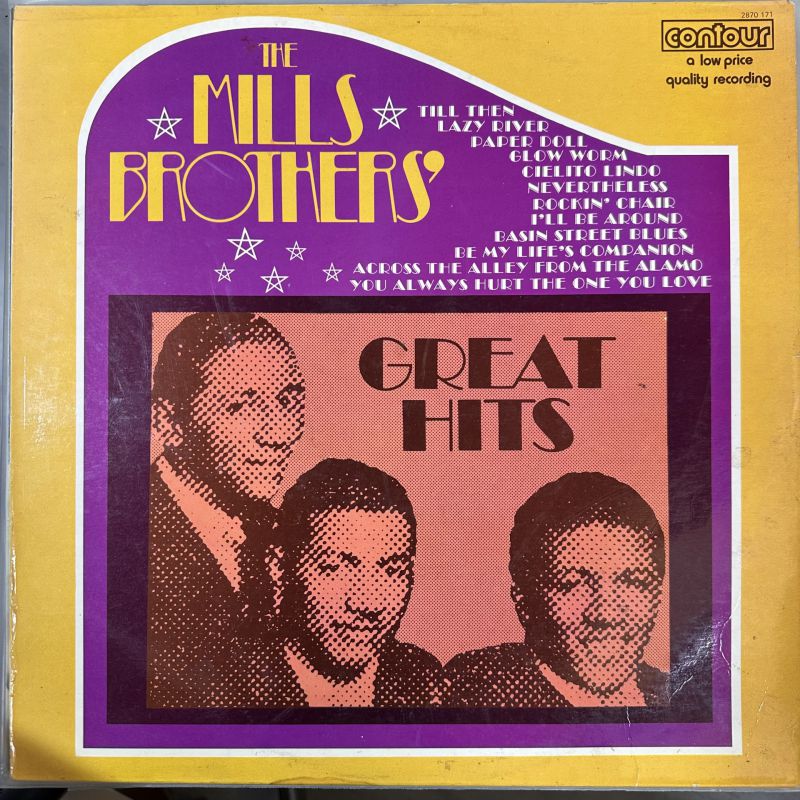 2870 171
contour
a low price
quality recording
THE
MILLS
BROTHERS'
TILL THEN
LAZY RIVER
PAPER DOLL
GLOW WORM
CIELITO LINDO
NEVERTHELESS
ROCKIN' CHAIR
I'LL BE AROUND
BASIN STREET BLUES
BE MY LIFE'S COMPANION
ACROSS THE ALLEY FROM THE ALAMO
YOU ALWAYS HURT THE ONE YOU LOVE
GREAT
HITS